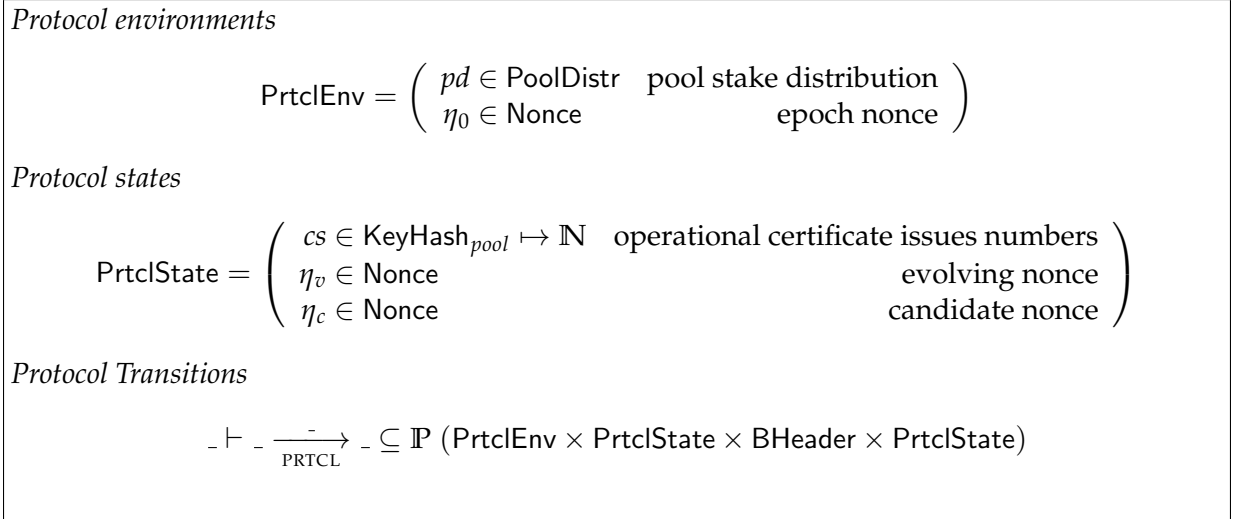 Protocol environments
PrtclEnv = ( pd ∈ PoolDistr pool stake distribution
η₀ ∈ Nonce epoch nonce )
Protocol states
PrtclState = ( cs ∈ KeyHash_pool ↦ ℕ operational certificate issues numbers
η_v ∈ Nonce evolving nonce
η_c ∈ Nonce candidate nonce )
Protocol Transitions
_ ⊢ _ →^_ _PRTCL _ ⊆ ℙ (PrtclEnv × PrtclState × BHeader × PrtclState)